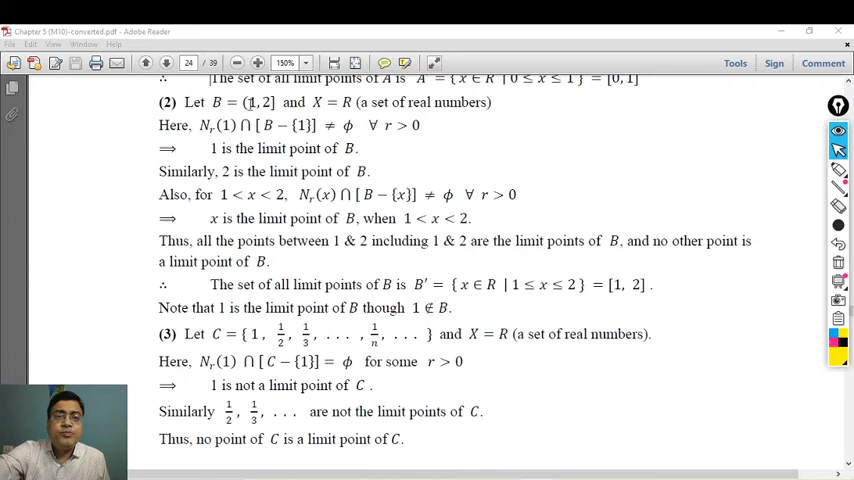 Chapter 5 (M10)-converted.pdf - Adobe Reader
File Edit View Window Help
24 / 39 150% Tools Sign Comment
∴ The set of all limit points of A is A' = { x ∈ R | 0 ≤ x ≤ 1 } = [0, 1]
(2) Let B = (1, 2] and X = R (a set of real numbers)
Here, Nᵣ(1) ⋂ [ B − {1}] ≠ ϕ ∀ r > 0
⟹ 1 is the limit point of B.
Similarly, 2 is the limit point of B.
Also, for 1 < x < 2, Nᵣ(x) ⋂ [ B − {x}] ≠ ϕ ∀ r > 0
⟹ x is the limit point of B, when 1 < x < 2.
Thus, all the points between 1 & 2 including 1 & 2 are the limit points of B, and no other point is
a limit point of B.
∴ The set of all limit points of B is B' = { x ∈ R | 1 ≤ x ≤ 2 } = [1, 2] .
Note that 1 is the limit point of B though 1 ∉ B.
(3) Let C = { 1, 1/2, 1/3, . . . . , 1/n, . . . } and X = R (a set of real numbers).
Here, Nᵣ(1) ⋂ [ C − {1}] = ϕ for some r > 0
⟹ 1 is not a limit point of C .
Similarly 1/2, 1/3, . . . are not the limit points of C.
Thus, no point of C is a limit point of C.